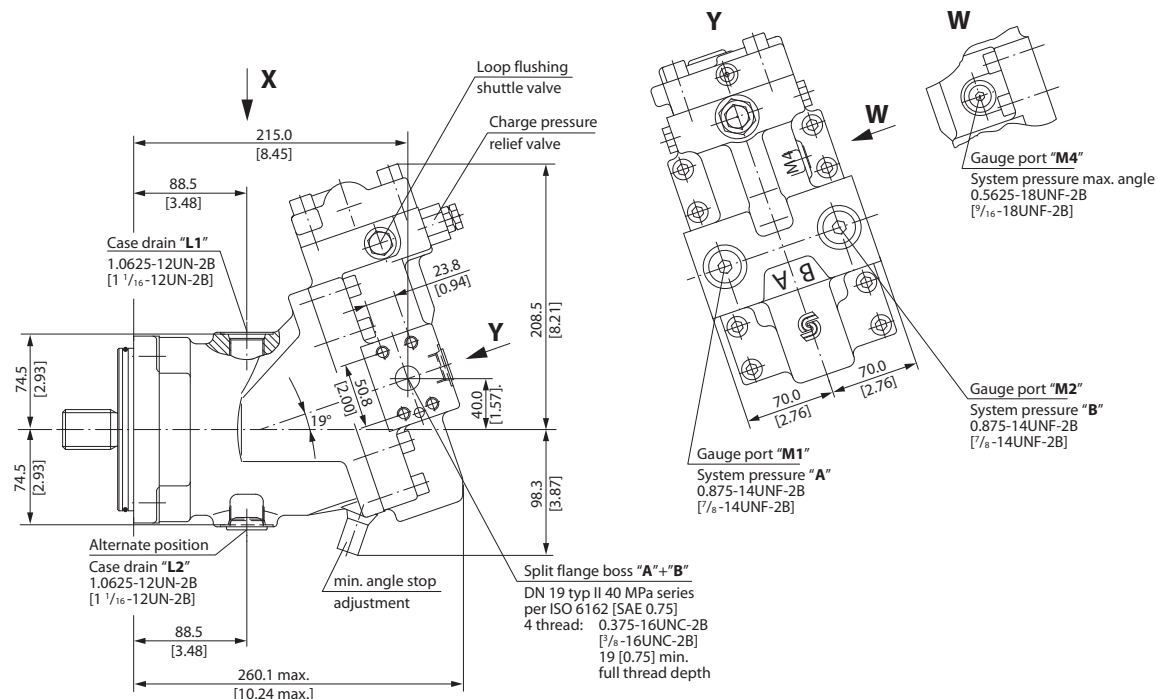 X
Y
W
Loop flushing
shuttle valve
Charge pressure
relief valve
215.0
[8.45]
88.5
[3.48]
Case drain "L1"
1.0625-12UN-2B
[1 1/16-12UN-2B]
23.8
[0.94]
208.5
[8.21]
Y
74.5
[2.93]
74.5
[2.93]
19°
50.8
[2.00]
40.0
[1.57].
98.3
[3.87]
Alternate position
Case drain "L2"
1.0625-12UN-2B
[1 1/16-12UN-2B]
88.5
[3.48]
260.1 max.
[10.24 max.]
min. angle stop
adjustment
Split flange boss "A"+"B"
DN 19 typ II 40 MPa series
per ISO 6162 [SAE 0.75]
4 thread: 0.375-16UNC-2B
[3/8-16UNC-2B]
19 [0.75] min.
full thread depth
W
M4
B A
70.0
[2.76]
70.0
[2.76]
Gauge port "M4"
System pressure max. angle
0.5625-18UNF-2B
[9/16-18UNF-2B]
Gauge port "M2"
System pressure "B"
0.875-14UNF-2B
[7/8-14UNF-2B]
Gauge port "M1"
System pressure "A"
0.875-14UNF-2B
[7/8-14UNF-2B]